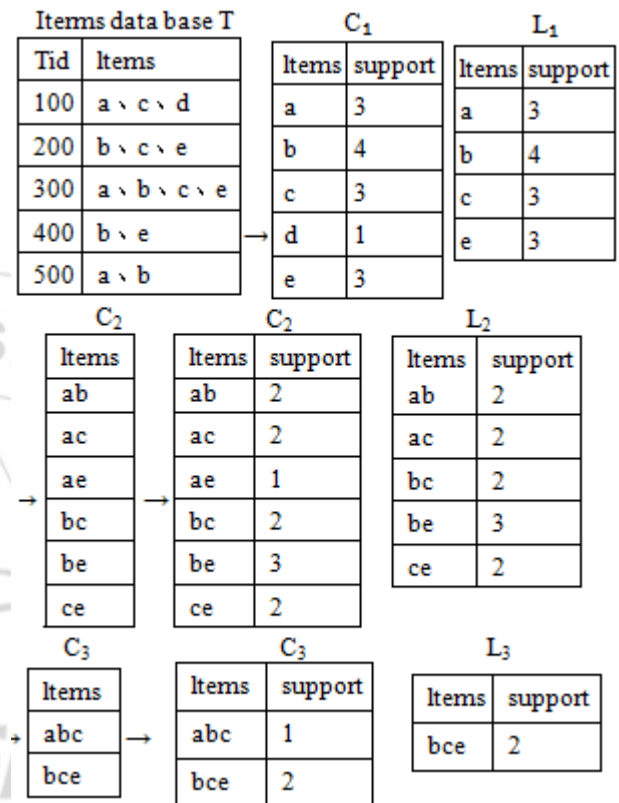 Iterms data base T
C₁
L₁
Tid Items
100 a、c、d
200 b、c、e
300 a、b、c、e
400 b、e
500 a、b
→
Items support
a 3
b 4
c 3
d 1
e 3
Items support
a 3
b 4
c 3
e 3
C₂
C₂
L₂
→
Items
ab
ac
ae
bc
be
ce
→
Items support
ab 2
ac 2
ae 1
bc 2
be 3
ce 2
Items support
ab 2
ac 2
bc 2
be 3
ce 2
C₃
C₃
L₃
→
Items
abc
bce
→
Items support
abc 1
bce 2
Items support
bce 2